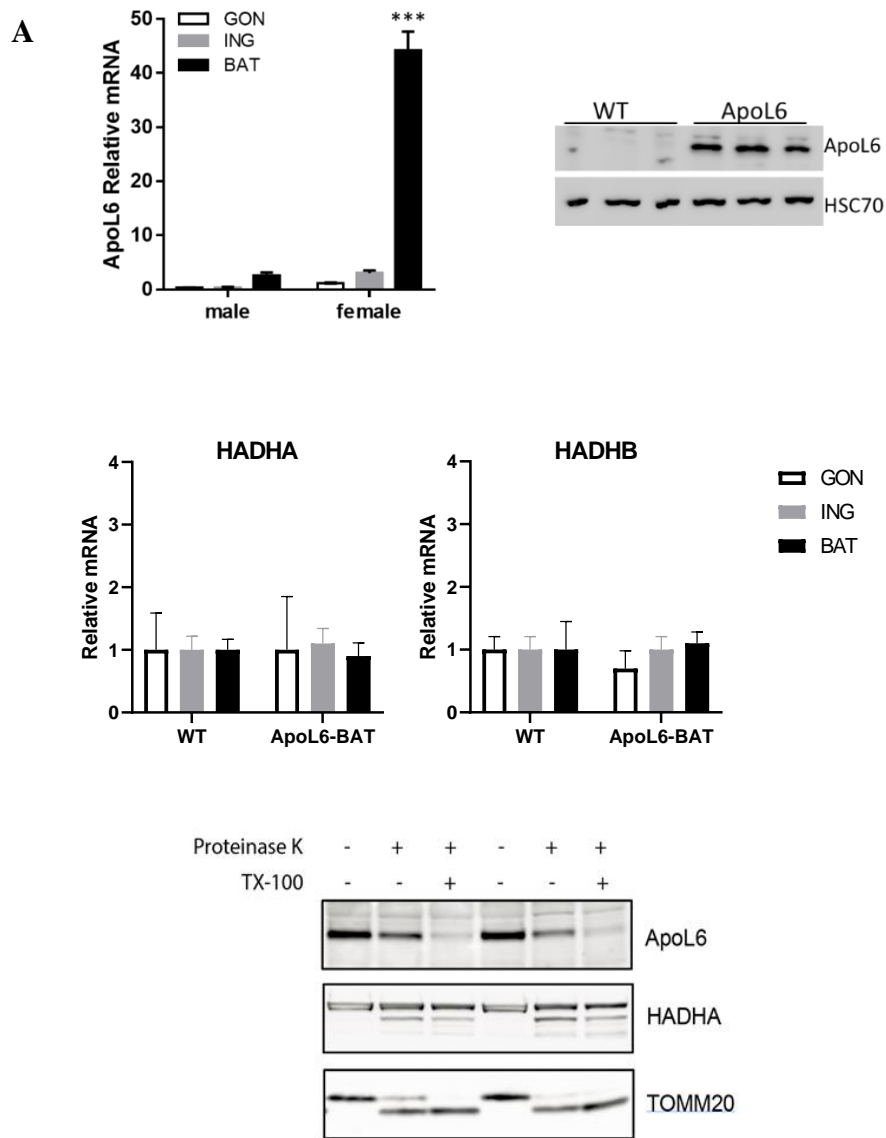 A
ApoL6 Relative mRNA
50
40
30
20
10
0
GON
ING
BAT
***
male
female
WT
ApoL6
ApoL6
HSC70
HADHA
Relative mRNA
4
3
2
1
0
WT
ApoL6-BAT
HADHB
Relative mRNA
4
3
2
1
0
WT
ApoL6-BAT
GON
ING
BAT
Proteinase K - + + - + +
TX-100 - - + - - +
ApoL6
HADHA
TOMM20